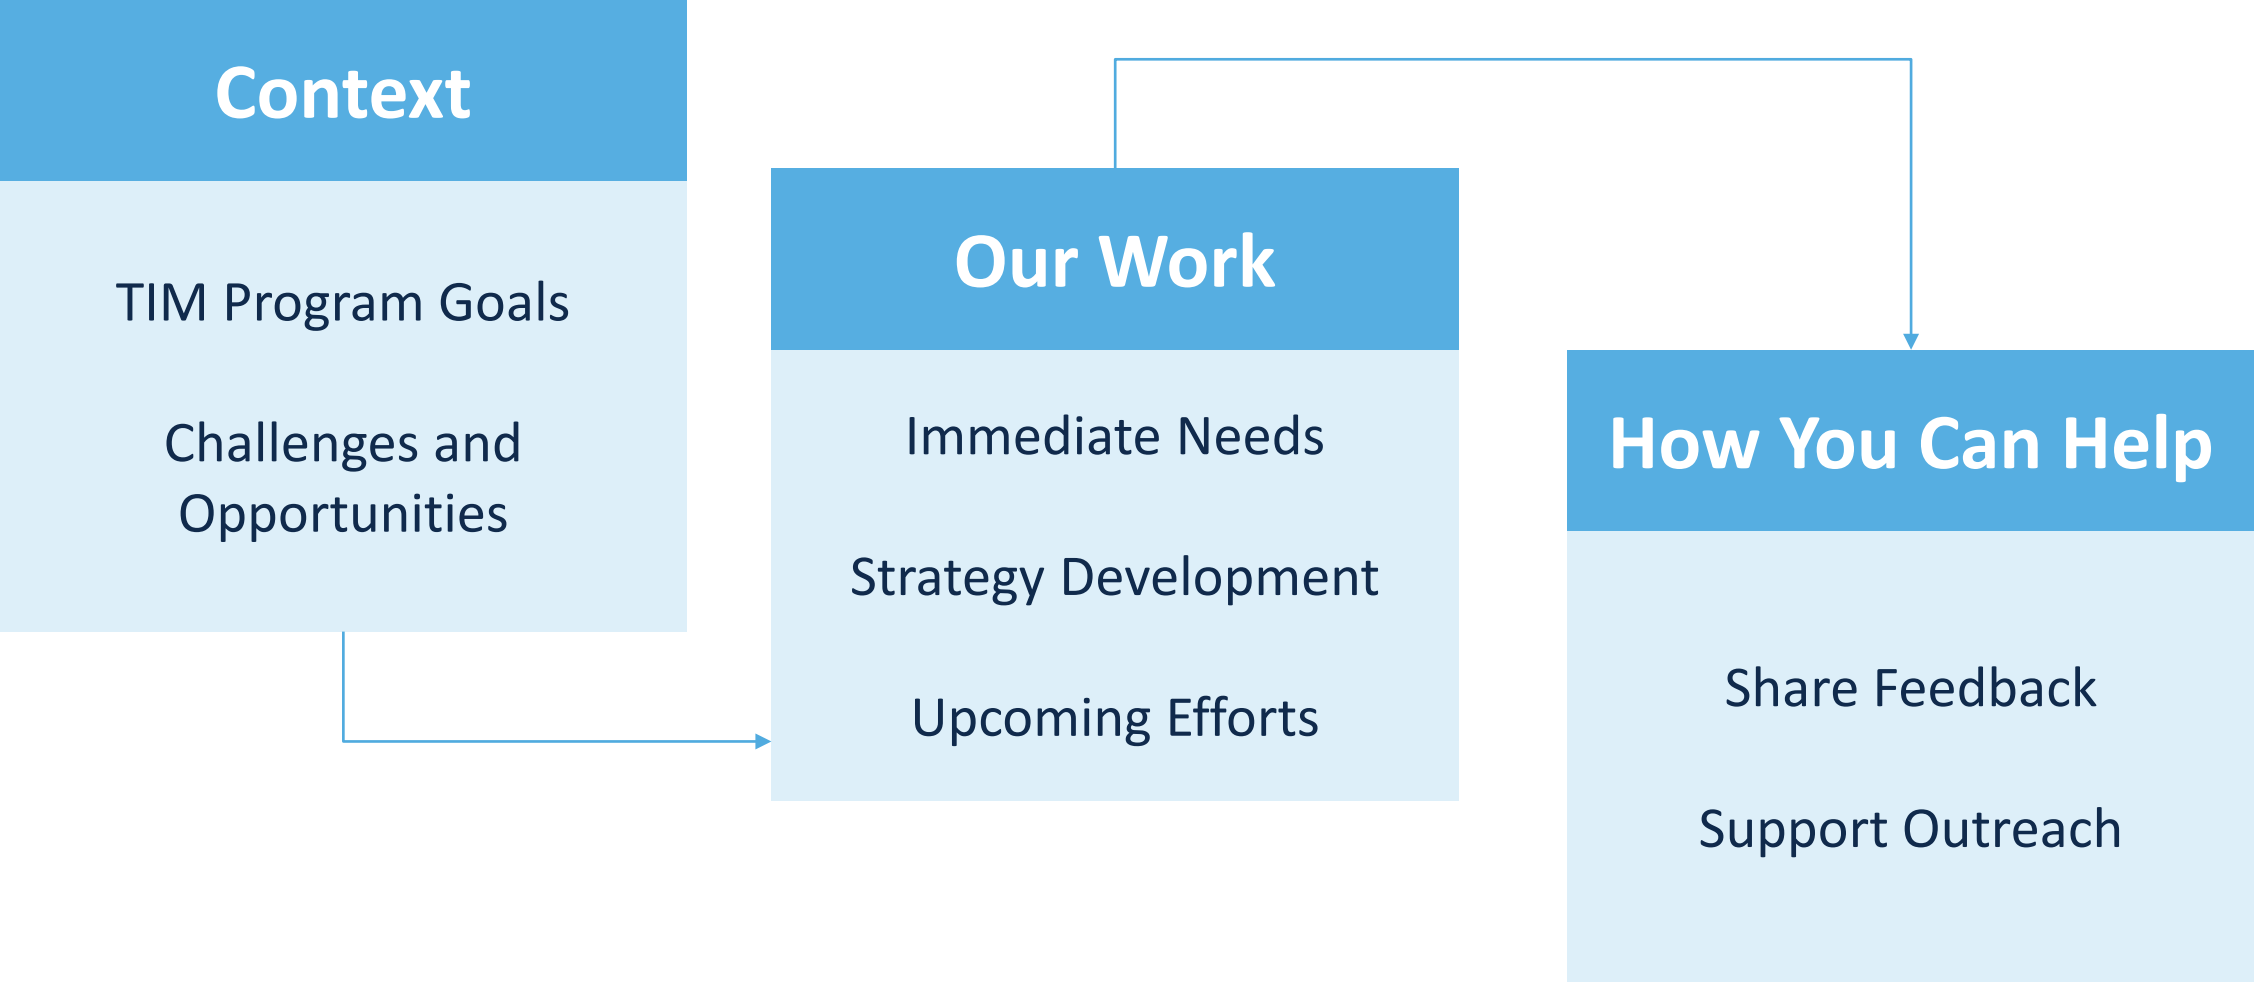 Context
TIM Program Goals
Challenges and
Opportunities
Our Work
Immediate Needs
Strategy Development
Upcoming Efforts
How You Can Help
Share Feedback
Support Outreach